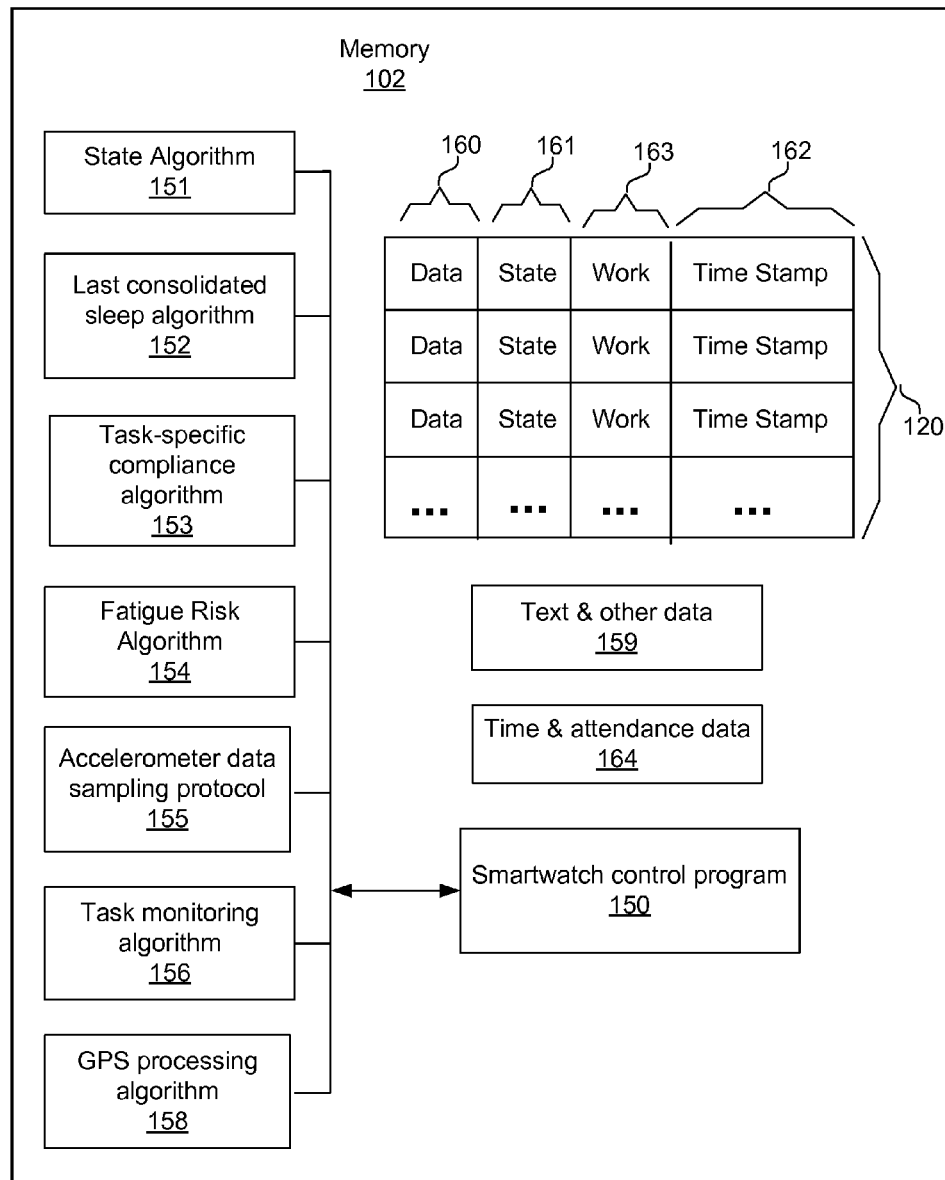 Memory
102
State Algorithm
151
Last consolidated
sleep algorithm
152
Task-specific
compliance
algorithm
153
Fatigue Risk
Algorithm
154
Accelerometer data
sampling protocol
155
Task monitoring
algorithm
156
GPS processing
algorithm
158
160 161 163 162
Data State Work Time Stamp
Data State Work Time Stamp
Data State Work Time Stamp
... ... ... ...
120
Text & other data
159
Time & attendance data
164
Smartwatch control program
150